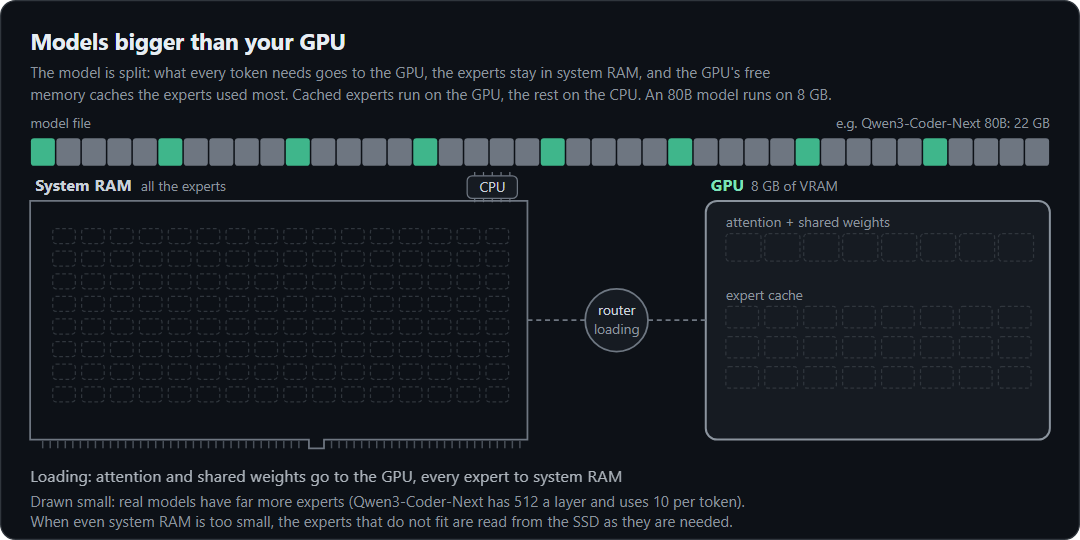 Models bigger than your GPU
The model is split: what every token needs goes to the GPU, the experts stay in system RAM, and the GPU's free
memory caches the experts used most. Cached experts run on the GPU, the rest on the CPU. An 80B model runs on 8 GB.
model file
e.g. Qwen3-Coder-Next 80B: 22 GB
System RAM all the experts
CPU
GPU 8 GB of VRAM
attention + shared weights
expert cache
router
loading
Loading: attention and shared weights go to the GPU, every expert to system RAM
Drawn small: real models have far more experts (Qwen3-Coder-Next has 512 a layer and uses 10 per token).
When even system RAM is too small, the experts that do not fit are read from the SSD as they are needed.